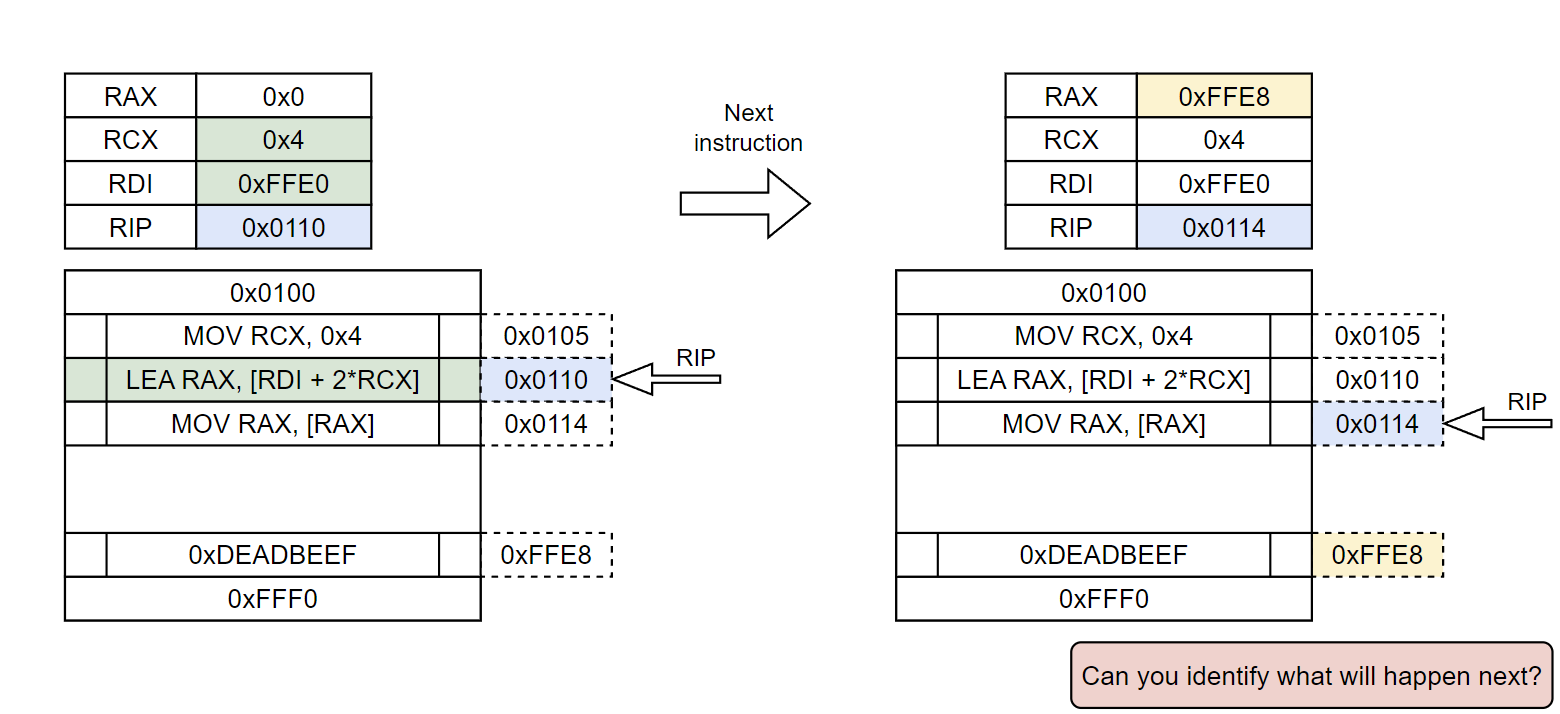 RAX 0x0
RCX 0x4
RDI 0xFFE0
RIP 0x0110
Next
instruction
RAX 0xFFE8
RCX 0x4
RDI 0xFFE0
RIP 0x0114
0x0100
MOV RCX, 0x4 0x0105
LEA RAX, [RDI + 2*RCX] 0x0110
RIP
MOV RAX, [RAX] 0x0114
0xDEADBEEF 0xFFE8
0xFFF0
0x0100
MOV RCX, 0x4 0x0105
LEA RAX, [RDI + 2*RCX] 0x0110
MOV RAX, [RAX] 0x0114
RIP
0xDEADBEEF 0xFFE8
0xFFF0
Can you identify what will happen next?